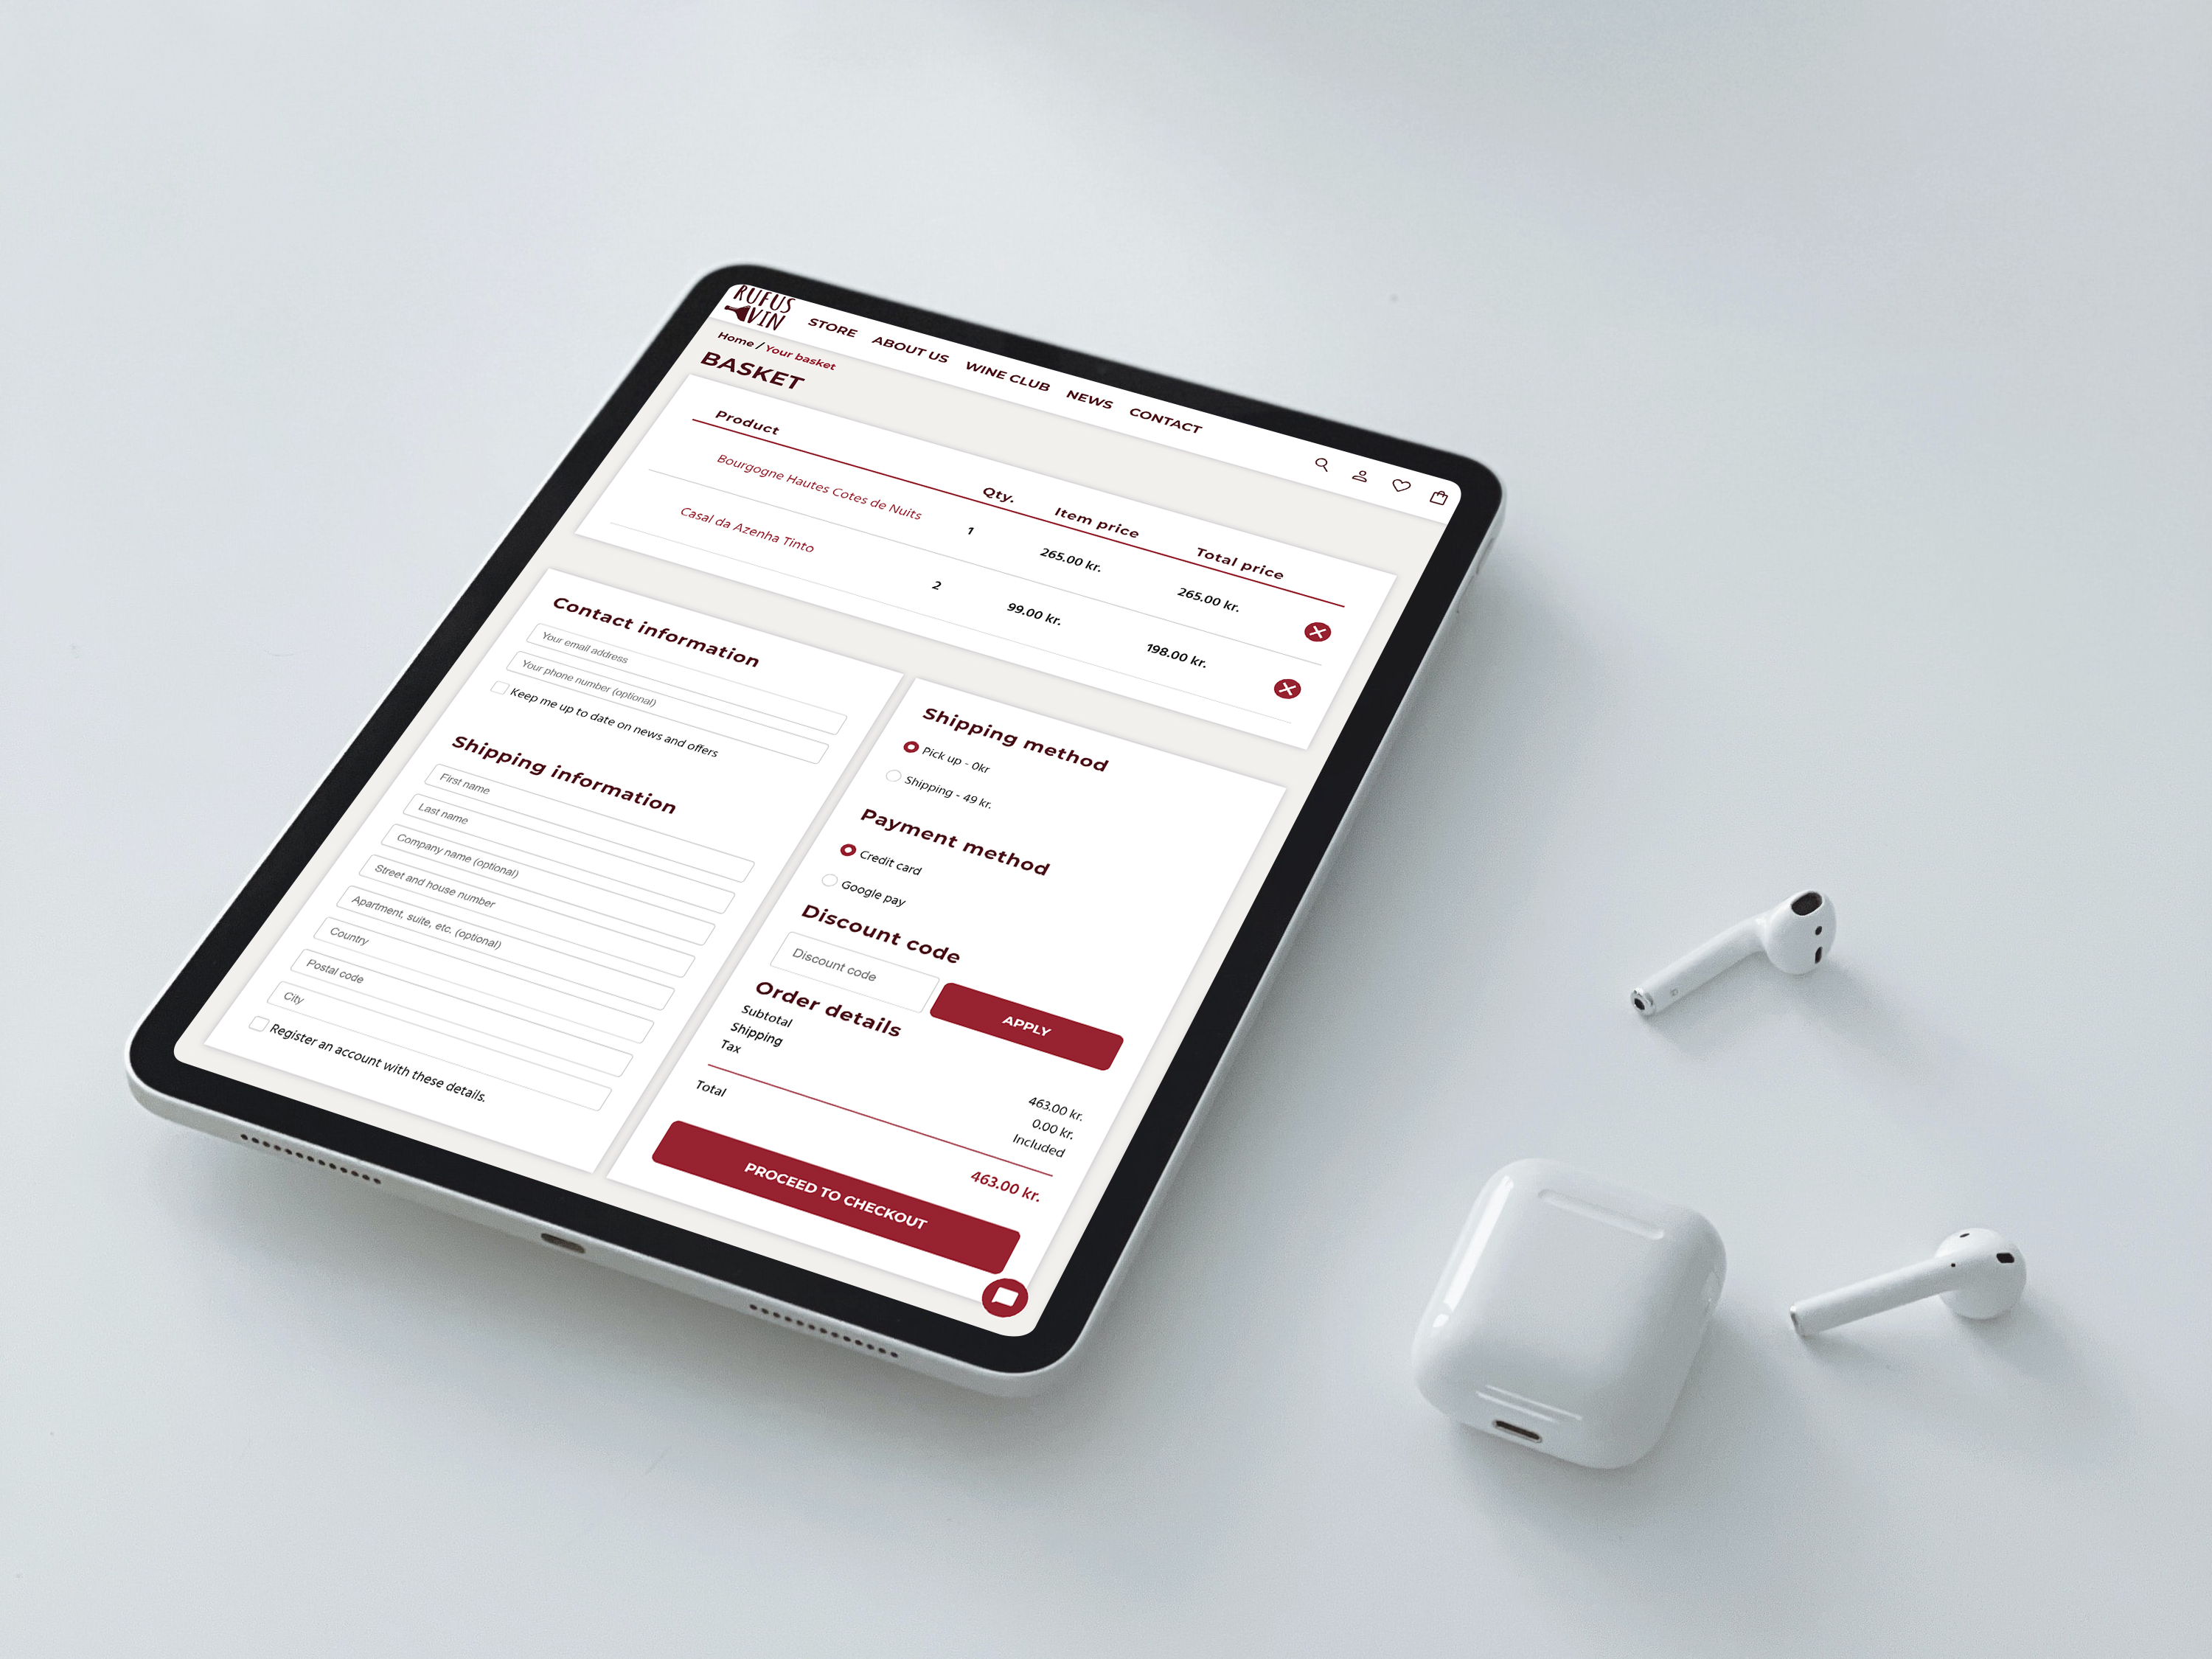 RUFUS
VIN
STORE ABOUT US WINE CLUB NEWS CONTACT
Home / Your basket
BASKET
Product Qty. Item price Total price
Bourgogne Hautes Cotes de Nuits 1 265.00 kr. 265.00 kr.
Casal da Azenha Tinto 2 99.00 kr. 198.00 kr.
Contact information
Your email address
Your phone number (optional)
Keep me up to date on news and offers
Shipping information
First name
Last name
Company name (optional)
Street and house number
Apartment, suite, etc. (optional)
Country
Postal code
City
Register an account with these details.
Shipping method
Pick up - 0kr
Shipping - 49 kr.
Payment method
Credit card
Google pay
Discount code
Discount code APPLY
Order details
Subtotal 463.00 kr.
Shipping 0.00 kr.
Tax Included
Total 463.00 kr.
PROCEED TO CHECKOUT